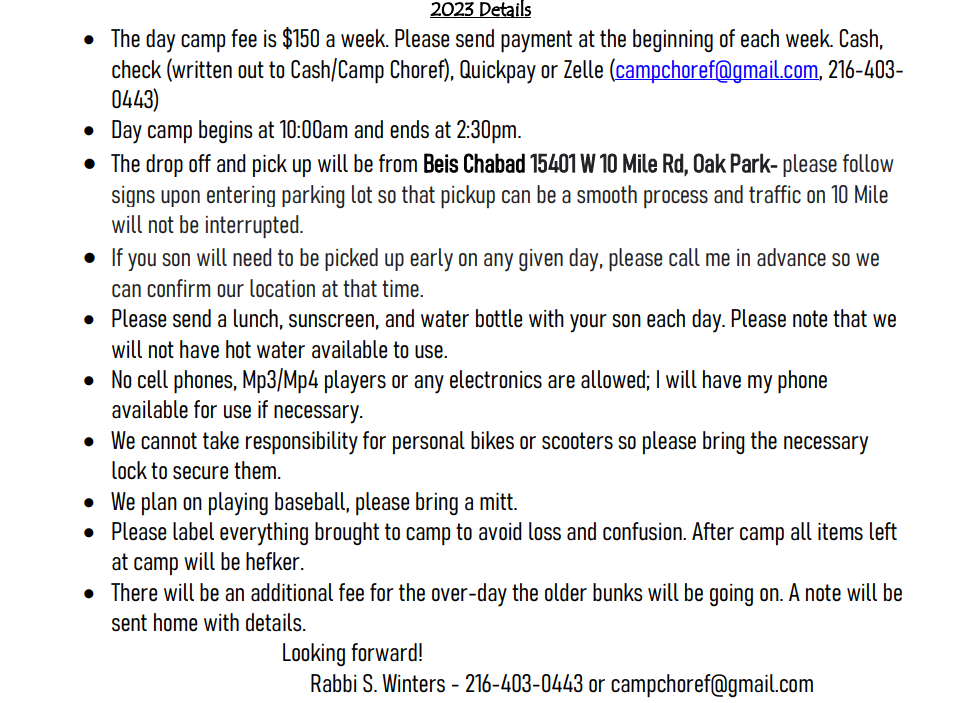 2023 Details
• The day camp fee is $150 a week. Please send payment at the beginning of each week. Cash,
check (written out to Cash/Camp Choref), Quickpay or Zelle (campchoref@gmail.com, 216-403-
0443)
• Day camp begins at 10:00am and ends at 2:30pm.
• The drop off and pick up will be from Beis Chabad 15401 W 10 Mile Rd, Oak Park- please follow
signs upon entering parking lot so that pickup can be a smooth process and traffic on 10 Mile
will not be interrupted.
• If you son will need to be picked up early on any given day, please call me in advance so we
can confirm our location at that time.
• Please send a lunch, sunscreen, and water bottle with your son each day. Please note that we
will not have hot water available to use.
• No cell phones, Mp3/Mp4 players or any electronics are allowed; I will have my phone
available for use if necessary.
• We cannot take responsibility for personal bikes or scooters so please bring the necessary
lock to secure them.
• We plan on playing baseball, please bring a mitt.
• Please label everything brought to camp to avoid loss and confusion. After camp all items left
at camp will be hefker.
• There will be an additional fee for the over-day the older bunks will be going on. A note will be
sent home with details.
Looking forward!
Rabbi S. Winters - 216-403-0443 or campchoref@gmail.com